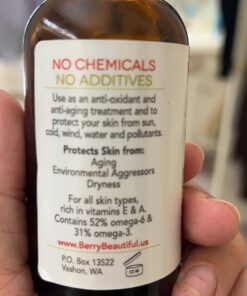 NO CHEMICALS
NO ADDITIVES
Use as an anti-oxidant and
anti-aging treatment and to
protect your skin from sun,
cold, wind, water and pollutants.
Protects Skin from:
Aging
Environmental Aggressors
Dryness
For all skin types,
rich in vitamins E & A.
Contains 52% omega-6 &
31% omega-3.
www.BerryBeautiful.us
P.O. Box 13522
Vashon, WA
12 M